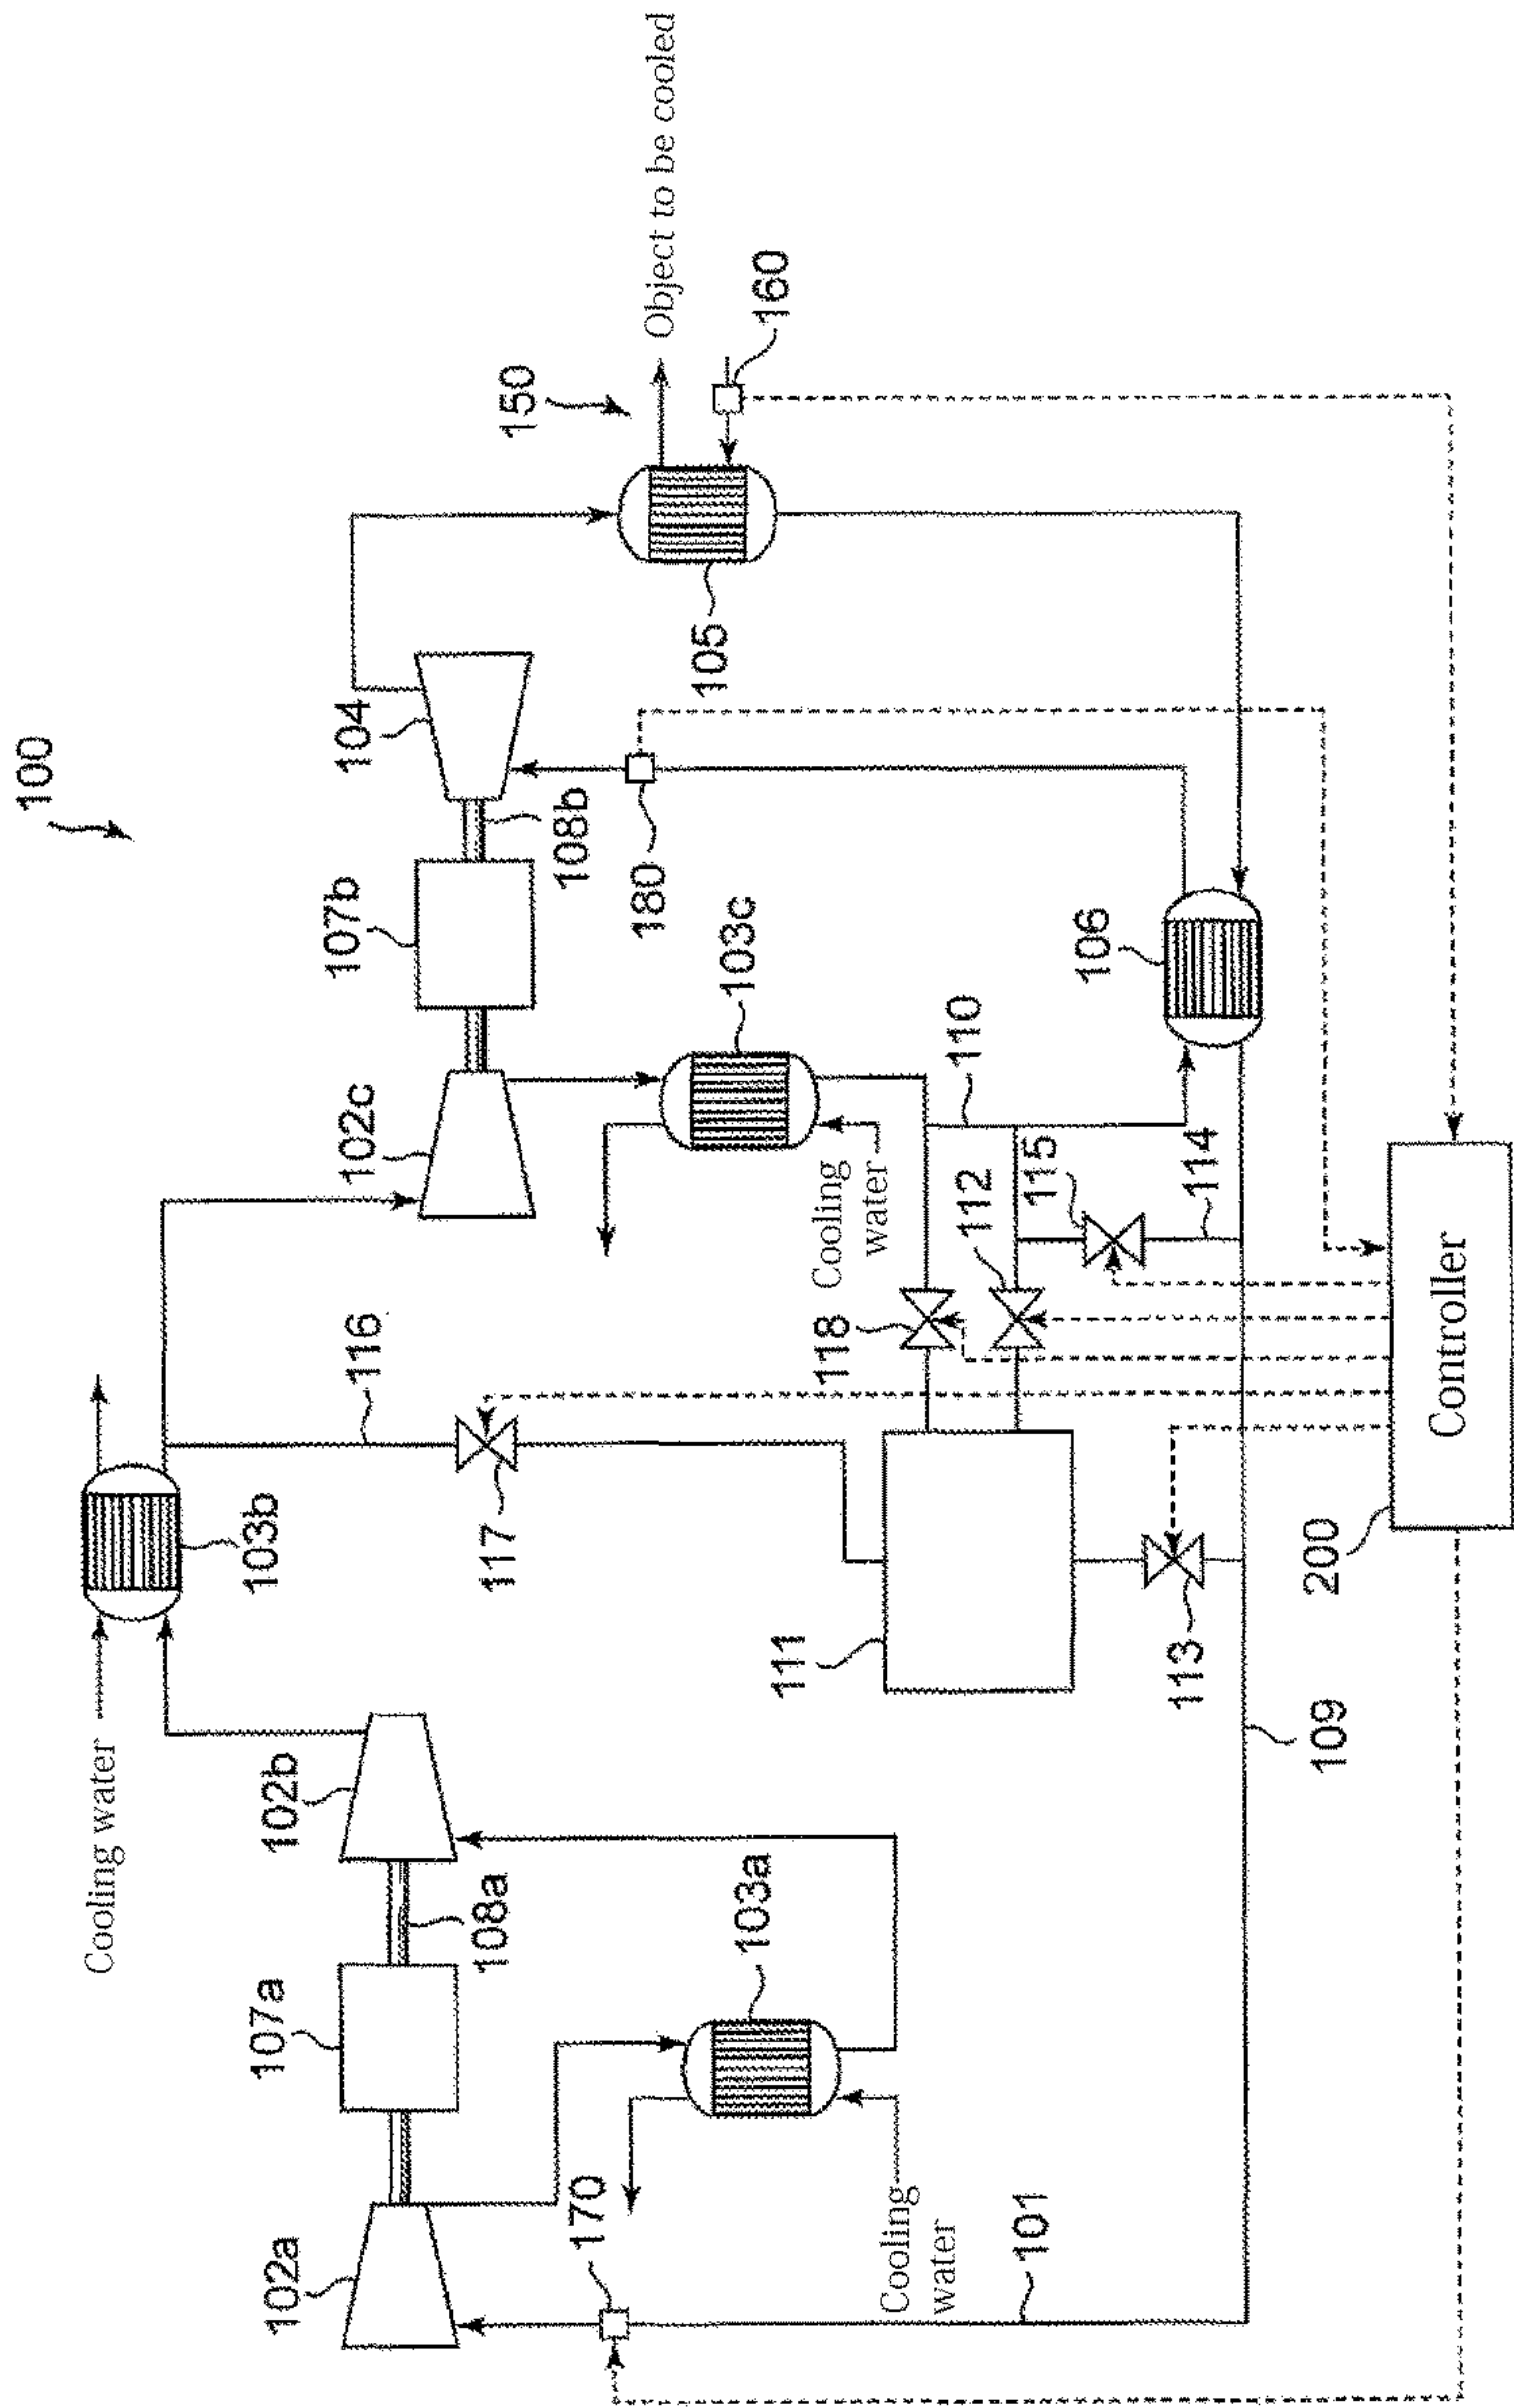 100
Cooling water
103b
Object to be cooled
150
160
104
108b
107b
105
180
102c
103c
106
110
Cooling
water
115
114
112
118
116
117
102b
108a
107a
103a
111
113
109
Controller
200
102a
170
Cooling
water
101